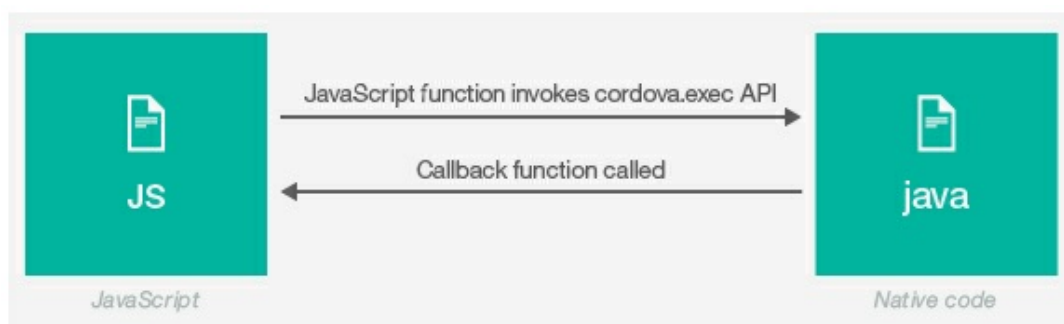 JavaScript function invokes cordova.exec API
Callback function called
JS
java
JavaScript
Native code